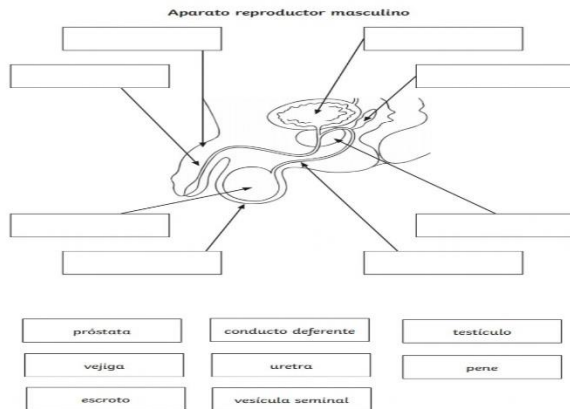 Aparato reproductor masculino
próstata
conducto deferente
testículo
vejiga
uretra
pene
escroto
vesícula seminal